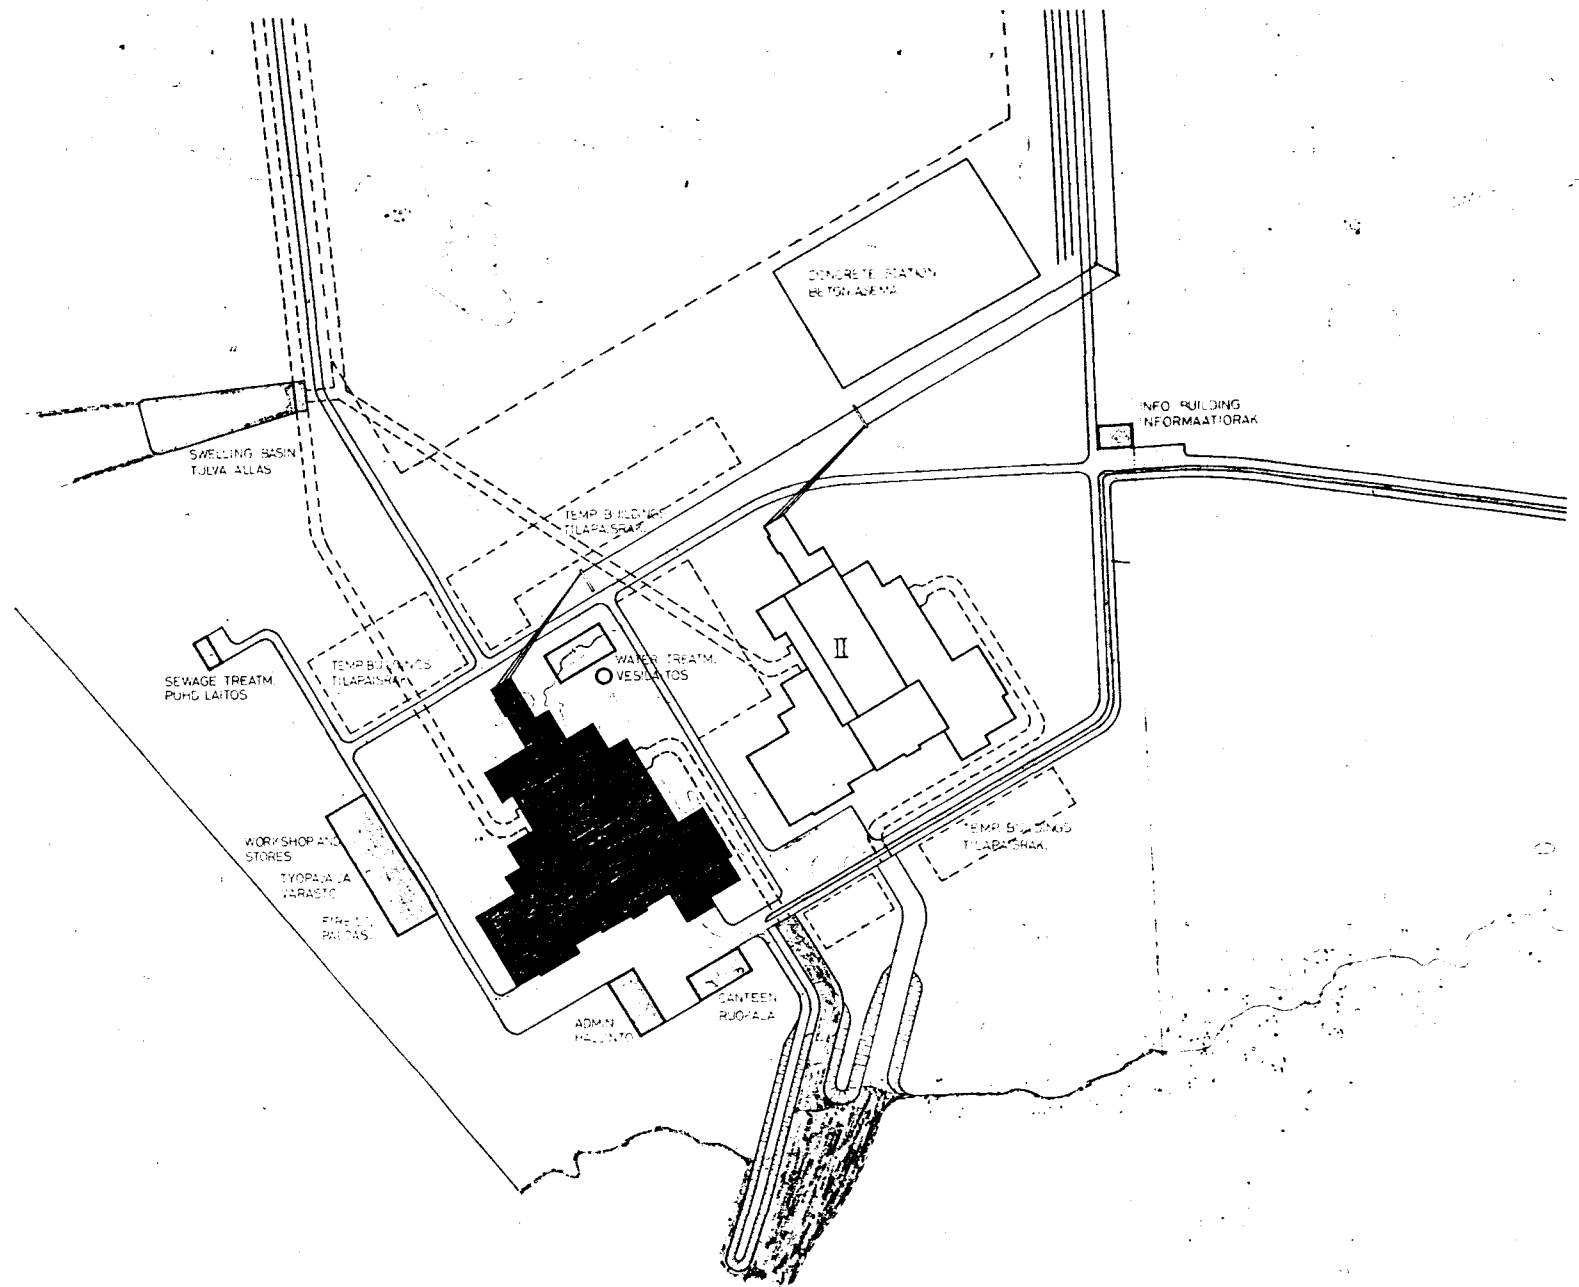 CONCRETE STATION
BETONIASEMA
INFO BUILDING
INFORMAATIORAK
SWELLING BASIN
TULVA ALLAS
TEMP. BUILDINGS
TILAPAISRAK.
II
TEMP. BUILDINGS
TILAPAISRAK.
WATER TREATM.
VESILAITOS
SEWAGE TREATM.
PUHD LAITOS
WORKSHOP AND
STORES
TYOPAJA JA
VARASTO
TEMP. BUILDINGS
TILAPAISRAK.
CANTEEN
RUOKALA
ADMIN
HALLINTO